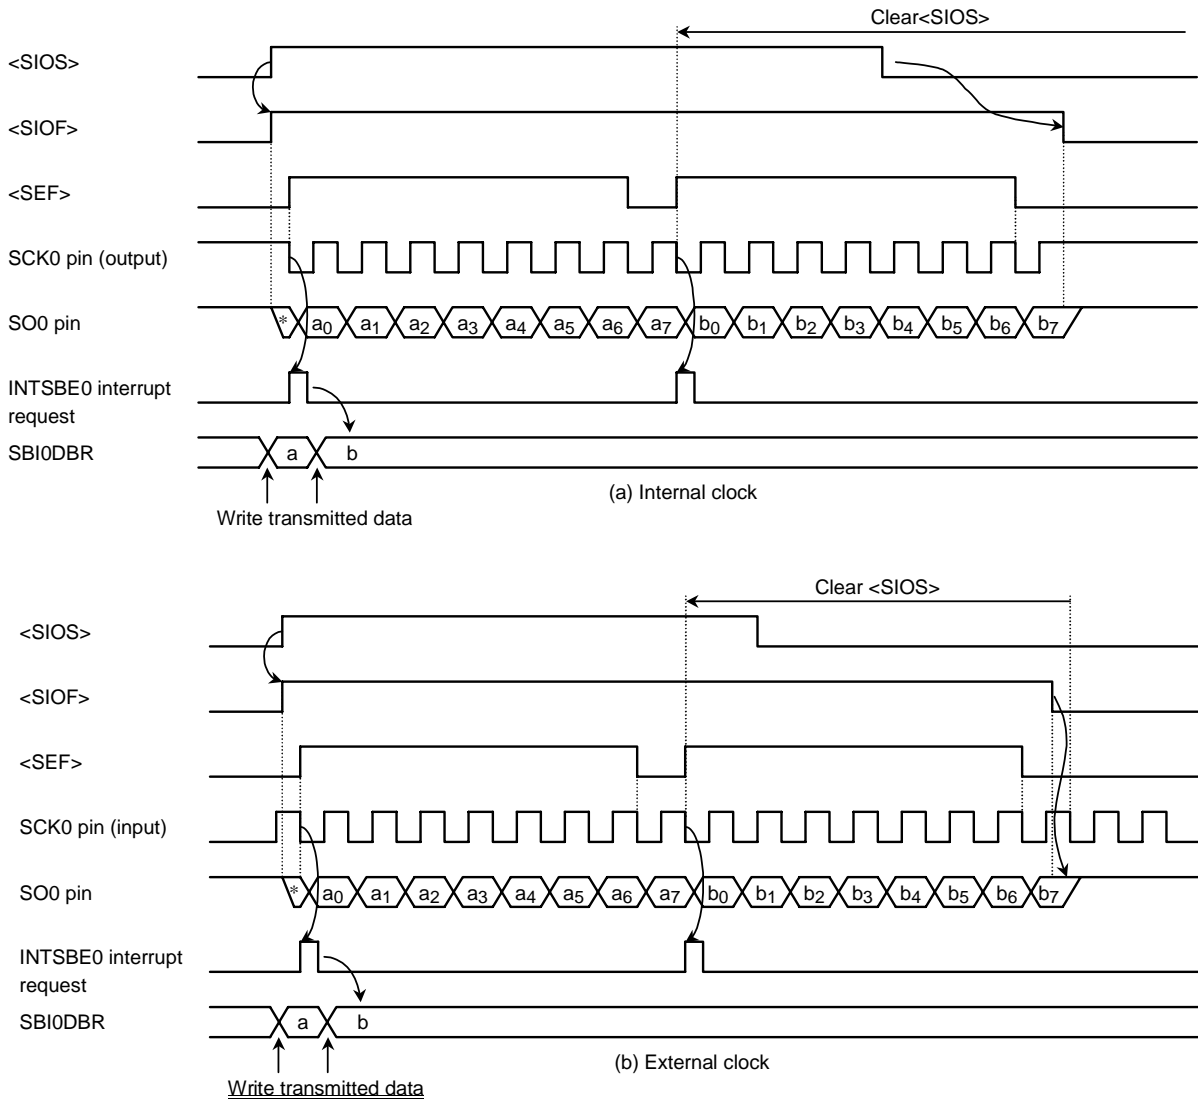 Clear<SIOS>
<SIOS>
<SIOF>
<SEF>
SCK0 pin (output)
SO0 pin
* a0 a1 a2 a3 a4 a5 a6 a7 b0 b1 b2 b3 b4 b5 b6 b7
INTSBE0 interrupt
request
SBI0DBR
a b
(a) Internal clock
Write transmitted data
Clear <SIOS>
<SIOS>
<SIOF>
<SEF>
SCK0 pin (input)
SO0 pin
* a0 a1 a2 a3 a4 a5 a6 a7 b0 b1 b2 b3 b4 b5 b6 b7
INTSBE0 interrupt
request
SBI0DBR
a b
(b) External clock
Write transmitted data